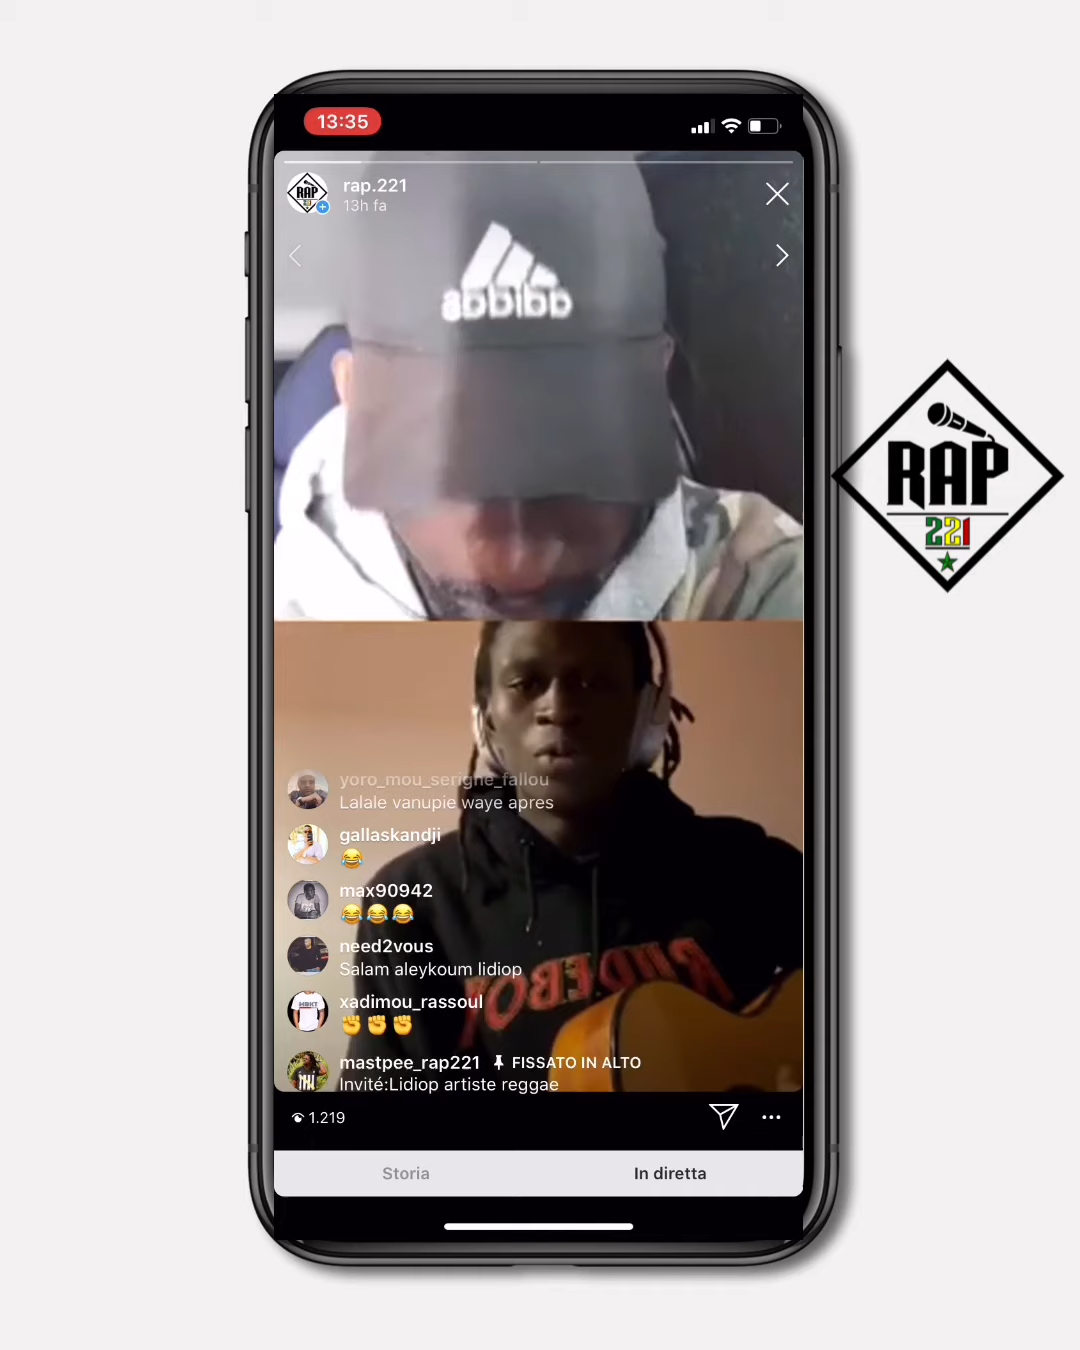 13:35
rap.221
13h fa
adidas
RAP
221
yoro_mou_serigne_fallou
Lalale vanupie waye apres
gallaskandji
😂
max90942
😂😂😂
need2vous
Salam aleykoum lidiop
xadimou_rassoul
✊✊✊
mastpee_rap221 FISSATO IN ALTO
Invité:Lidiop artiste reggae
1.219
Storia
In diretta